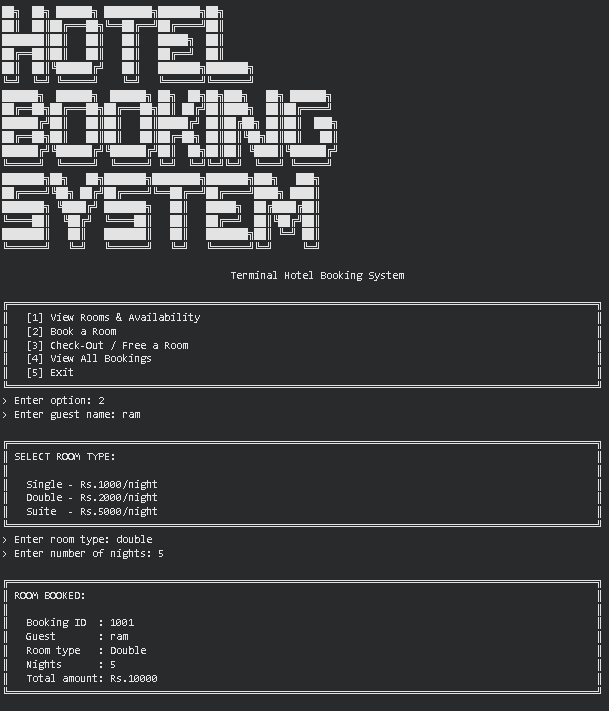 HOTEL
BOOKING
SYSTEM
Terminal Hotel Booking System
[1] View Rooms & Availability
[2] Book a Room
[3] Check-Out / Free a Room
[4] View All Bookings
[5] Exit
> Enter option: 2
> Enter guest name: ram
SELECT ROOM TYPE:
Single - Rs.1000/night
Double - Rs.2000/night
Suite  - Rs.5000/night
> Enter room type: double
> Enter number of nights: 5
ROOM BOOKED:
Booking ID  : 1001
Guest       : ram
Room type   : Double
Nights      : 5
Total amount: Rs.10000